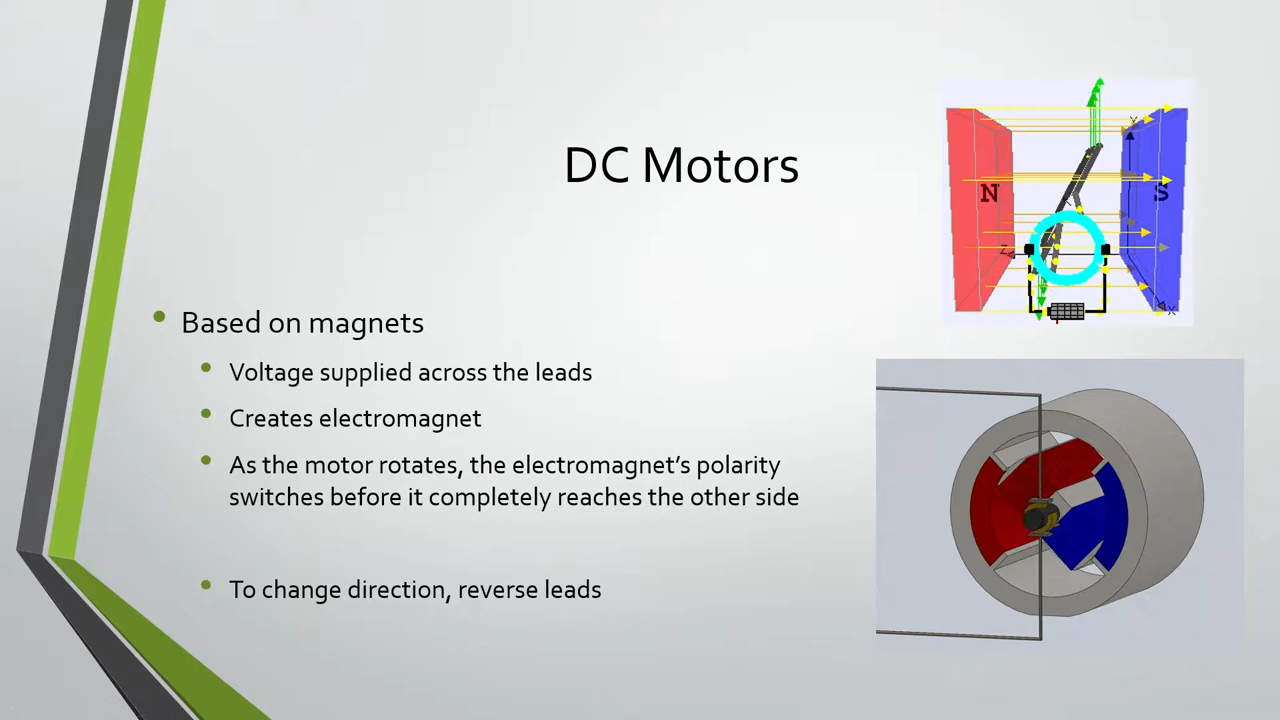 DC Motors
Based on magnets
Voltage supplied across the leads
Creates electromagnet
As the motor rotates, the electromagnet’s polarity
switches before it completely reaches the other side
To change direction, reverse leads
N
S
Y
Z
X